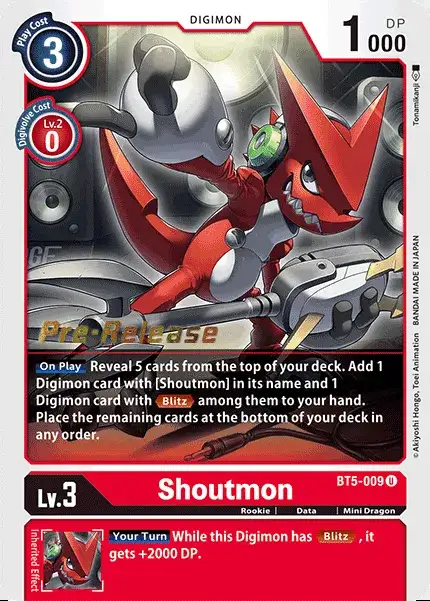 DIGIMON
Play Cost
3
Digivolve Cost
Lv.2
0
DP
1000
Tonamikanji
Pre-Release
On Play Reveal 5 cards from the top of your deck. Add 1
Digimon card with [Shoutmon] in its name and 1
Digimon card with Blitz among them to your hand.
Place the remaining cards at the bottom of your deck in
any order.
© Akiyoshi Hongo, Toei Animation BANDAI MADE IN JAPAN
Lv.3
Shoutmon
BT5-009 U
Rookie | Data | Mini Dragon
Inherited Effect
Your Turn While this Digimon has Blitz, it
gets +2000 DP.